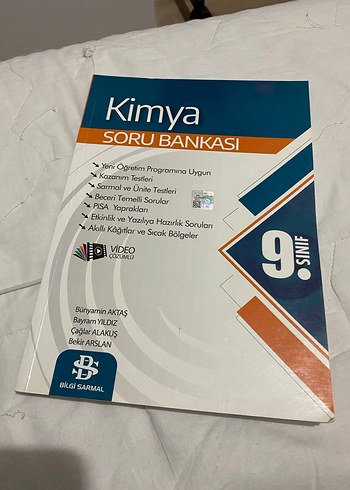 Kimya
SORU BANKASI
Yeni Öğretim Programına Uygun
Kazanım Testleri
Sarmal ve Ünite Testleri
Beceri Temelli Sorular
PISA Yaprakları
Etkinlik ve Yazılıya Hazırlık Soruları
Akıllı Kâğıtlar ve Sıcak Bölgeler
VİDEO
ÇÖZÜMLÜ
9.SINIF
Bünyamin AKTAŞ
Bayram YILDIZ
Çağlar ALAKUŞ
Bekir ARSLAN
BİLGİ SARMAL